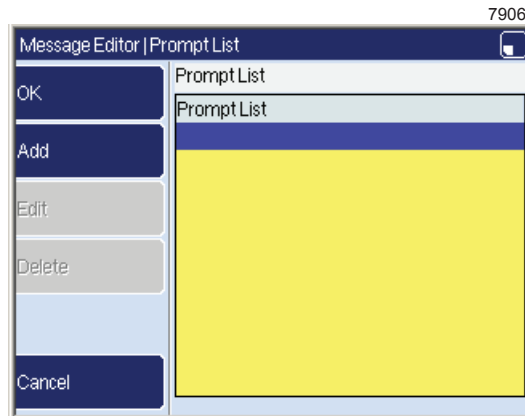 7906
Message Editor | Prompt List
OK
Add
Edit
Delete
Cancel
Prompt List
Prompt List